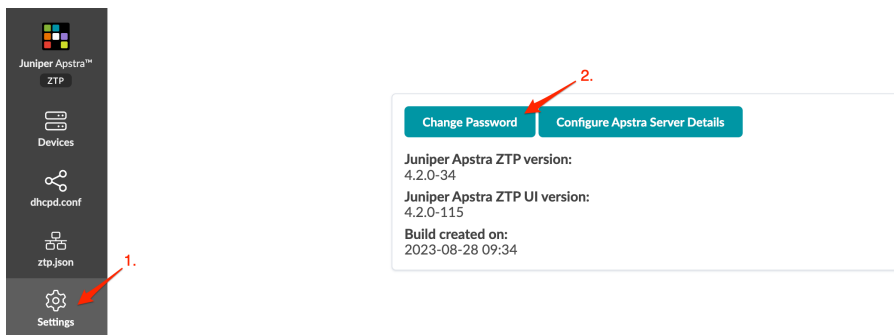 Juniper Apstra™
ZTP
Devices
dhcpd.conf
ztp.json
1.
Settings
2.
Change Password
Configure Apstra Server Details
Juniper Apstra ZTP version:
4.2.0-34
Juniper Apstra ZTP UI version:
4.2.0-115
Build created on:
2023-08-28 09:34